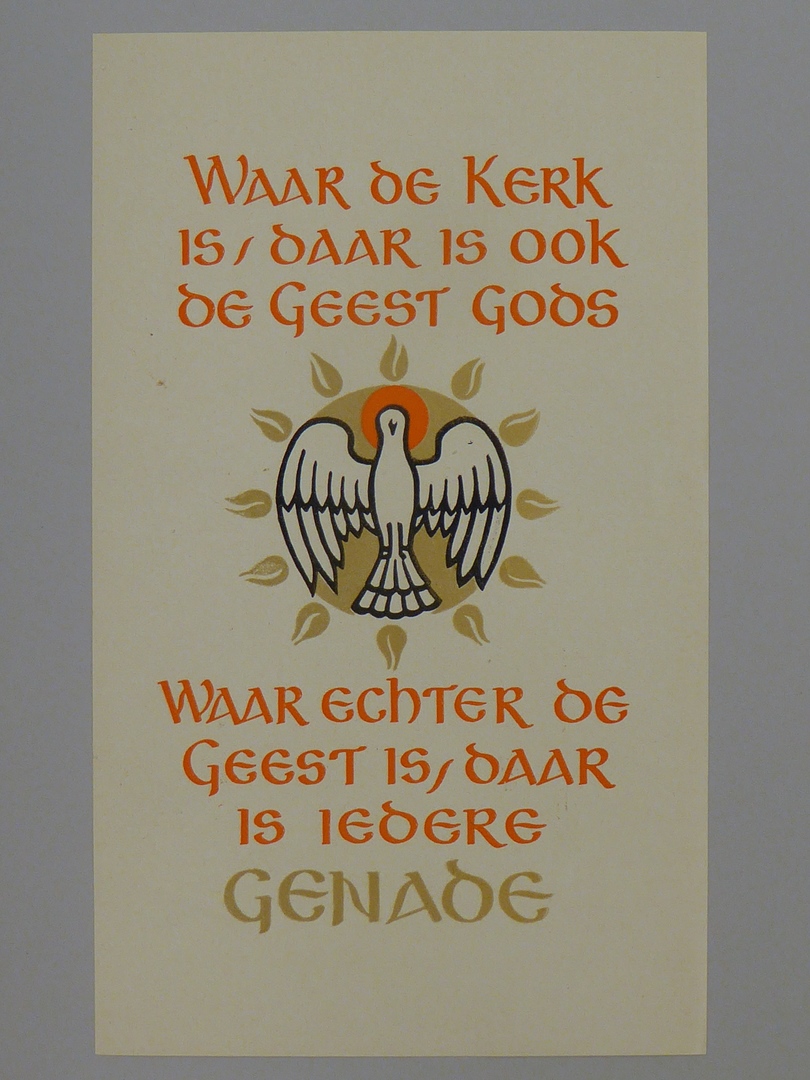 Waar de Kerk
is, daar is ook
de Geest Gods
Waar echter de
Geest is, daar
is iedere
GENADE